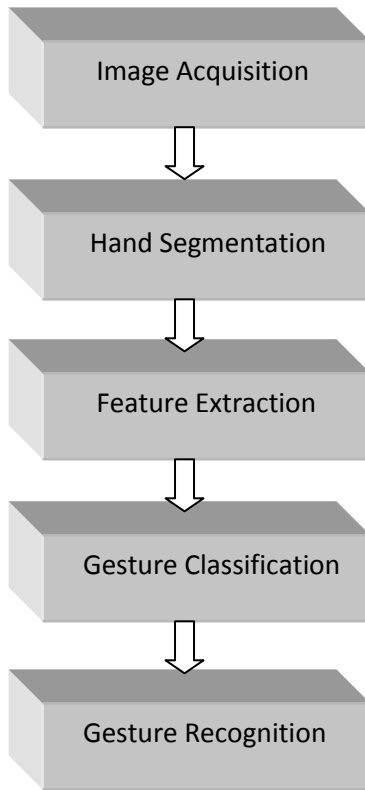 Image Acquisition
Hand Segmentation
Feature Extraction
Gesture Classification
Gesture Recognition